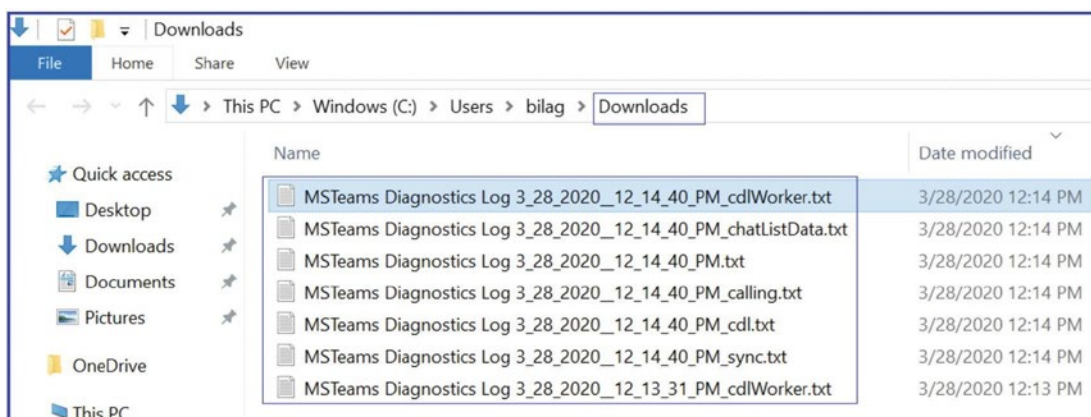 Downloads
File Home Share View
This PC > Windows (C:) > Users > bilag > Downloads
Name Date modified
Quick access
Desktop
Downloads
Documents
Pictures
OneDrive
This PC
MSTeams Diagnostics Log 3_28_2020__12_14_40_PM_cdlWorker.txt 3/28/2020 12:14 PM
MSTeams Diagnostics Log 3_28_2020__12_14_40_PM_chatListData.txt 3/28/2020 12:14 PM
MSTeams Diagnostics Log 3_28_2020__12_14_40_PM.txt 3/28/2020 12:14 PM
MSTeams Diagnostics Log 3_28_2020__12_14_40_PM_calling.txt 3/28/2020 12:14 PM
MSTeams Diagnostics Log 3_28_2020__12_14_40_PM_cdl.txt 3/28/2020 12:14 PM
MSTeams Diagnostics Log 3_28_2020__12_14_40_PM_sync.txt 3/28/2020 12:14 PM
MSTeams Diagnostics Log 3_28_2020__12_13_31_PM_cdlWorker.txt 3/28/2020 12:13 PM